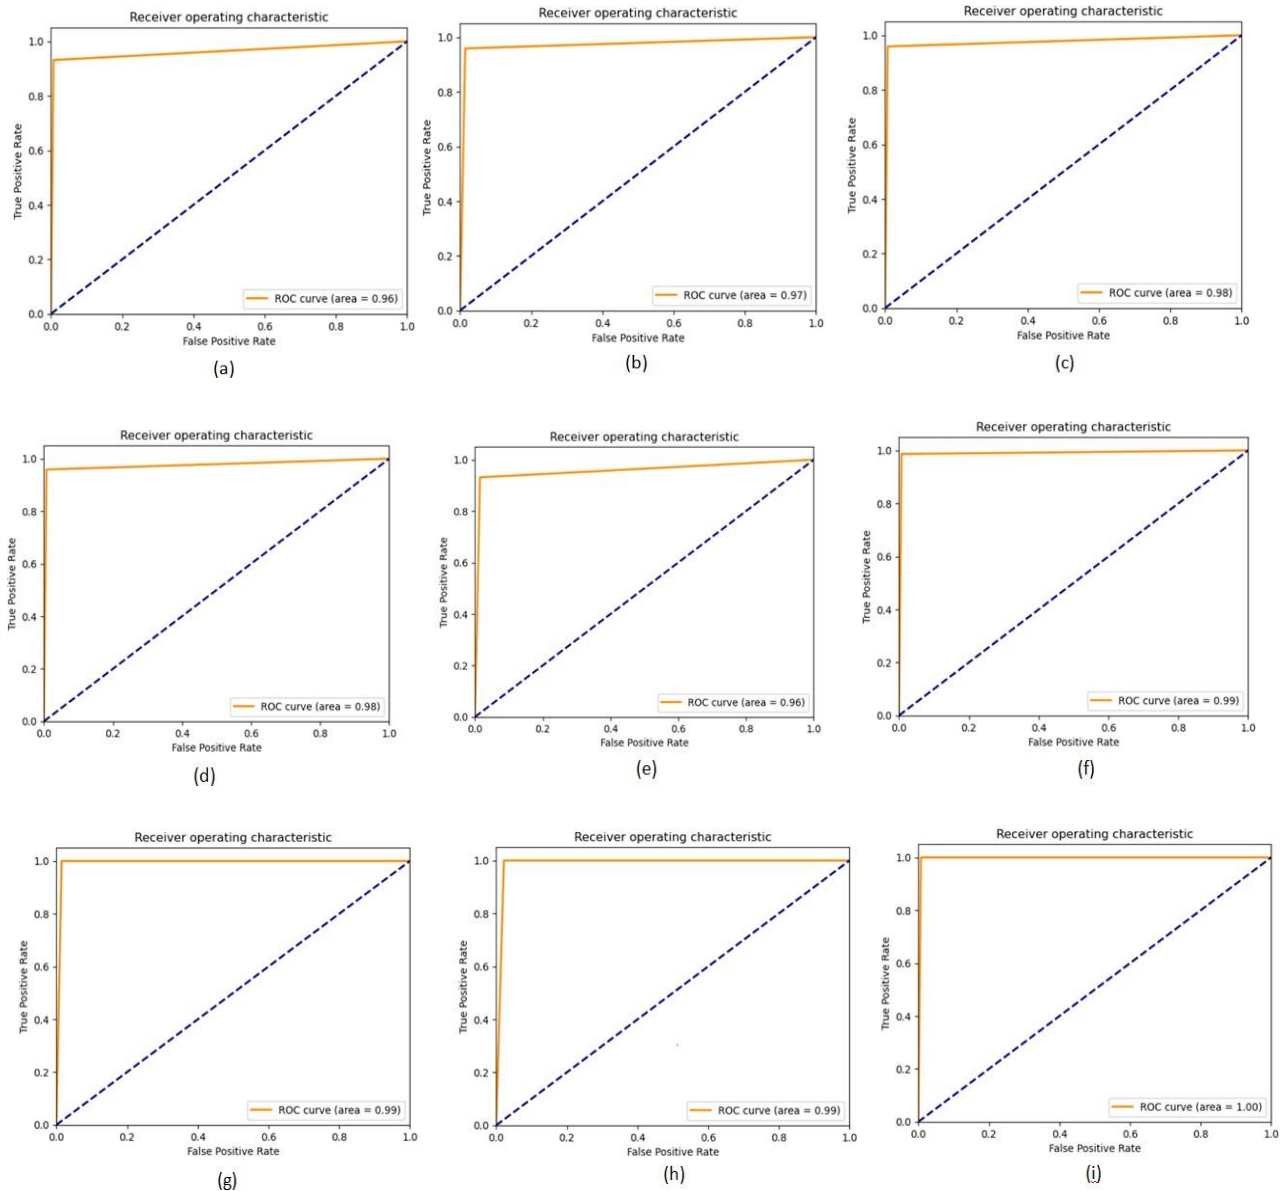 Receiver operating characteristic
1.0
0.8
0.6
0.4
0.2
0.0
True Positive Rate
ROC curve (area = 0.96)
0.0 0.2 0.4 0.6 0.8 1.0
False Positive Rate
(a)
Receiver operating characteristic
1.0
0.8
0.6
0.4
0.2
0.0
True Positive Rate
ROC curve (area = 0.97)
0.0 0.2 0.4 0.6 0.8 1.0
False Positive Rate
(b)
Receiver operating characteristic
1.0
0.8
0.6
0.4
0.2
0.0
True Positive Rate
ROC curve (area = 0.98)
0.0 0.2 0.4 0.6 0.8 1.0
False Positive Rate
(c)
Receiver operating characteristic
1.0
0.8
0.6
0.4
0.2
0.0
True Positive Rate
ROC curve (area = 0.98)
0.0 0.2 0.4 0.6 0.8 1.0
False Positive Rate
(d)
Receiver operating characteristic
1.0
0.8
0.6
0.4
0.2
0.0
True Positive Rate
ROC curve (area = 0.96)
0.0 0.2 0.4 0.6 0.8 1.0
False Positive Rate
(e)
Receiver operating characteristic
1.0
0.8
0.6
0.4
0.2
0.0
True Positive Rate
ROC curve (area = 0.99)
0.0 0.2 0.4 0.6 0.8 1.0
False Positive Rate
(f)
Receiver operating characteristic
1.0
0.8
0.6
0.4
0.2
0.0
True Positive Rate
ROC curve (area = 0.99)
0.0 0.2 0.4 0.6 0.8 1.0
False Positive Rate
(g)
Receiver operating characteristic
1.0
0.8
0.6
0.4
0.2
0.0
True Positive Rate
ROC curve (area = 0.99)
0.0 0.2 0.4 0.6 0.8 1.0
False Positive Rate
(h)
Receiver operating characteristic
1.0
0.8
0.6
0.4
0.2
0.0
True Positive Rate
ROC curve (area = 1.00)
0.0 0.2 0.4 0.6 0.8 1.0
False Positive Rate
(i)